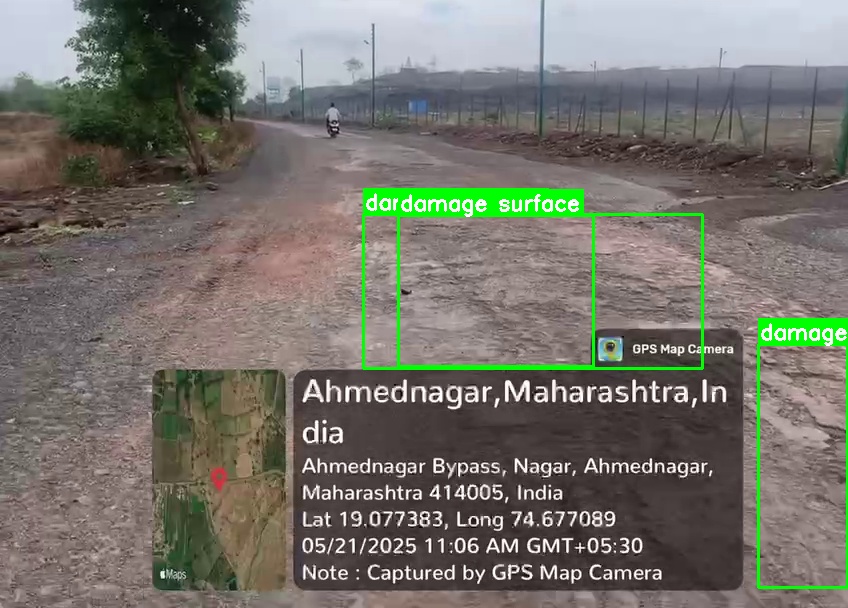 dardamage surface
damage
GPS Map Camera
Ahmednagar,Maharashtra,In
dia
Ahmednagar Bypass, Nagar, Ahmednagar,
Maharashtra 414005, India
Lat 19.077383, Long 74.677089
05/21/2025 11:06 AM GMT+05:30
Note : Captured by GPS Map Camera
Maps